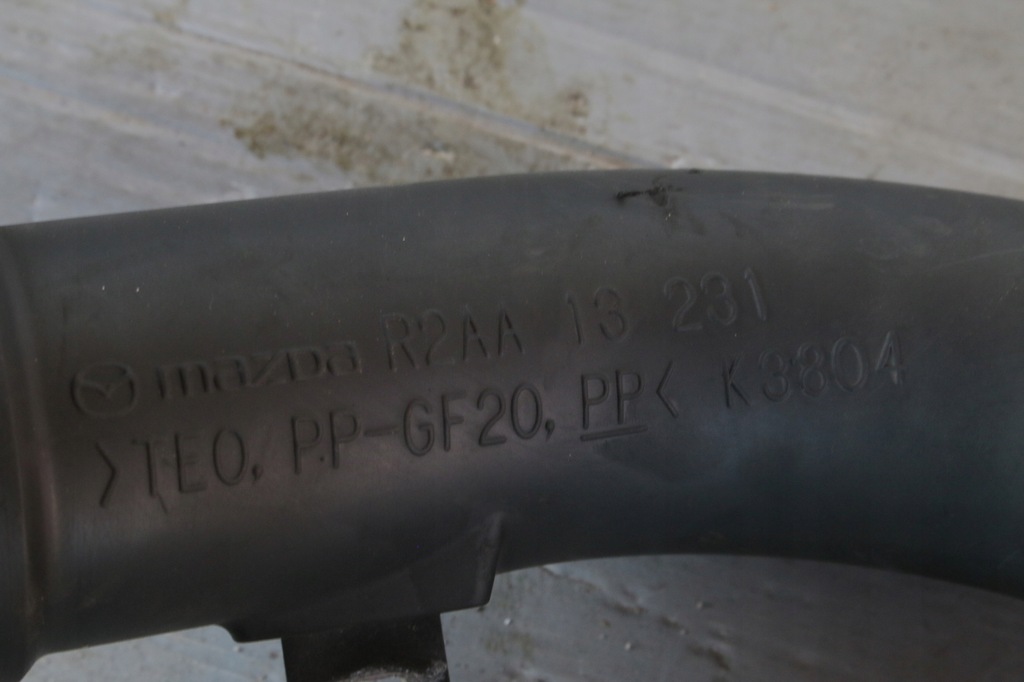 mazda R2AA 13 231
>TEO, PP-GF20, PP< K3804